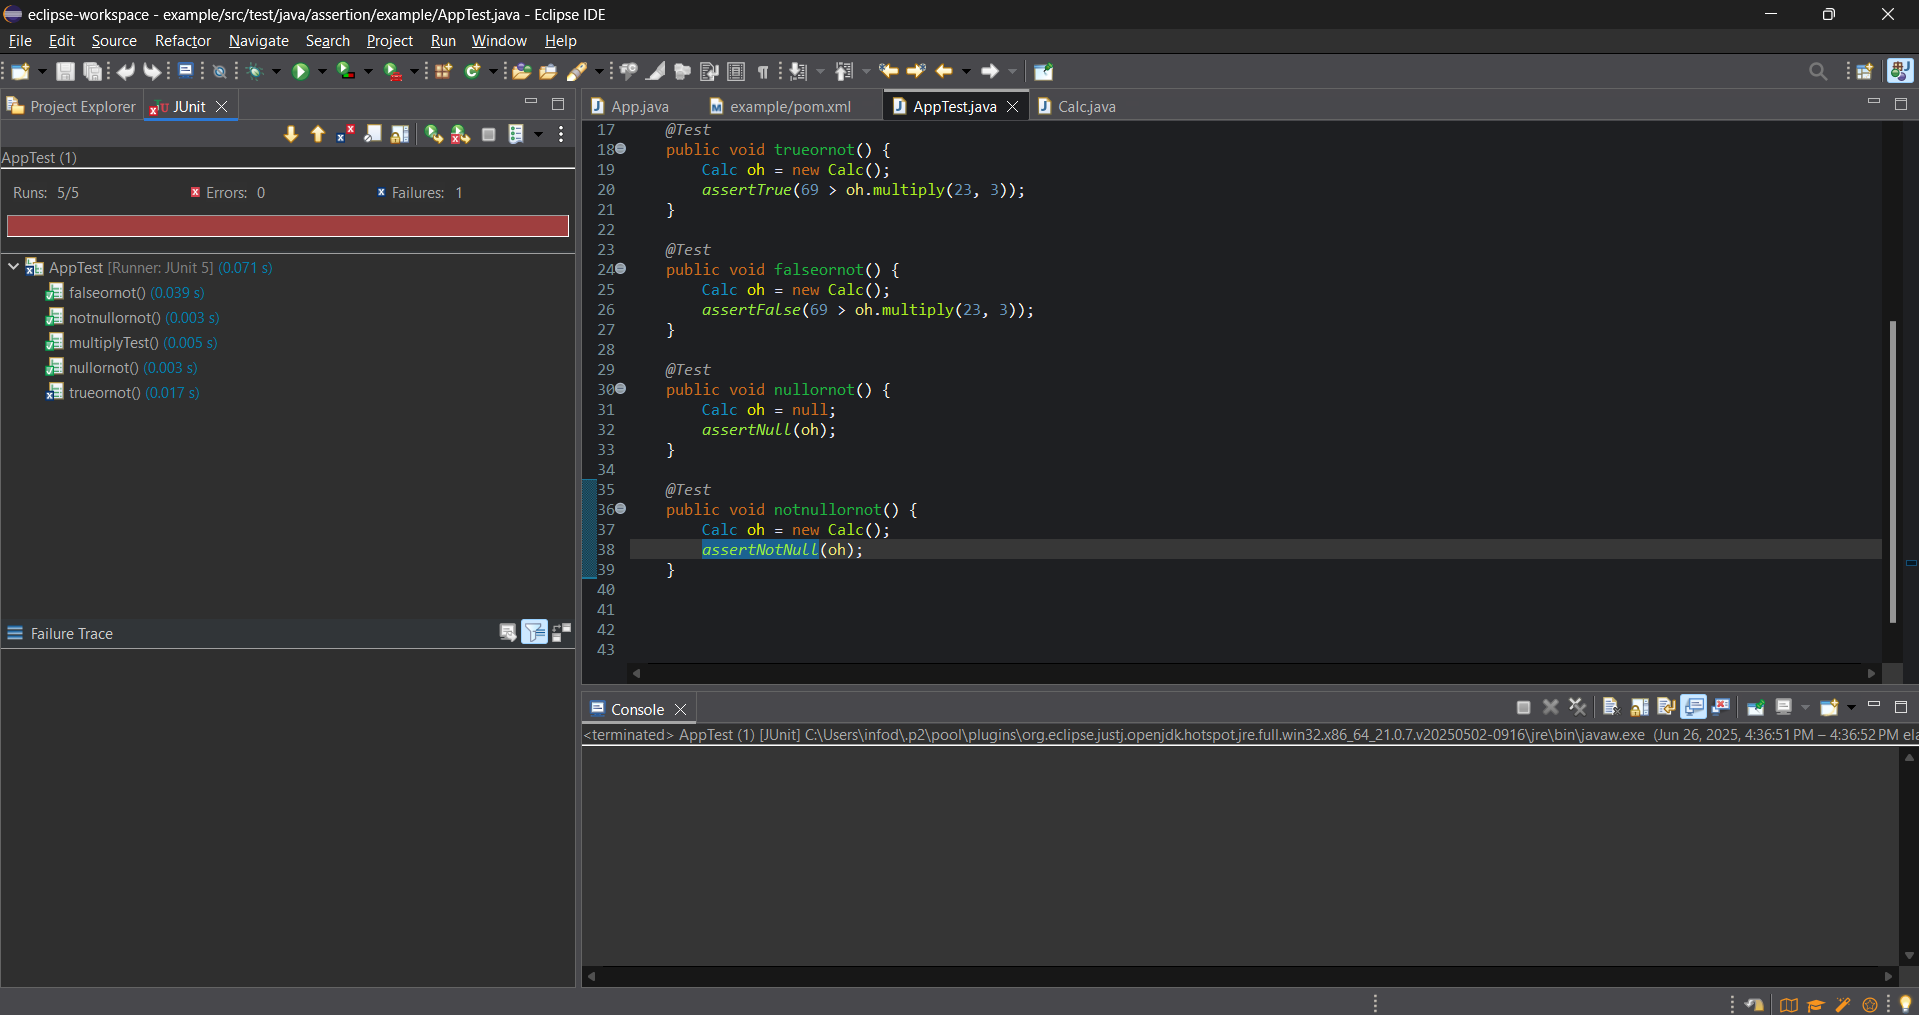 eclipse-workspace - example/src/test/java/assertion/example/AppTest.java - Eclipse IDE
File Edit Source Refactor Navigate Search Project Run Window Help
Project Explorer JUnit
AppTest (1)
Runs: 5/5 Errors: 0 Failures: 1
AppTest [Runner: JUnit 5] (0.071 s)
falseornot() (0.039 s)
notnullornot() (0.003 s)
multiplyTest() (0.005 s)
nullornot() (0.003 s)
trueornot() (0.017 s)
Failure Trace
App.java example/pom.xml AppTest.java Calc.java
17 @Test
18 public void trueornot() {
19 Calc oh = new Calc();
20 assertTrue(69 > oh.multiply(23, 3));
21 }
22
23 @Test
24 public void falseornot() {
25 Calc oh = new Calc();
26 assertFalse(69 > oh.multiply(23, 3));
27 }
28
29 @Test
30 public void nullornot() {
31 Calc oh = null;
32 assertNull(oh);
33 }
34
35 @Test
36 public void notnullornot() {
37 Calc oh = new Calc();
38 assertNotNull(oh);
39 }
40
41
42
43
Console
<terminated> AppTest (1) [JUnit] C:\Users\infod\.p2\pool\plugins\org.eclipse.justj.openjdk.hotspot.jre.full.win32.x86_64_21.0.7.v20250502-0916\jre\bin\javaw.exe (Jun 26, 2025, 4:36:51 PM – 4:36:52 PM ela